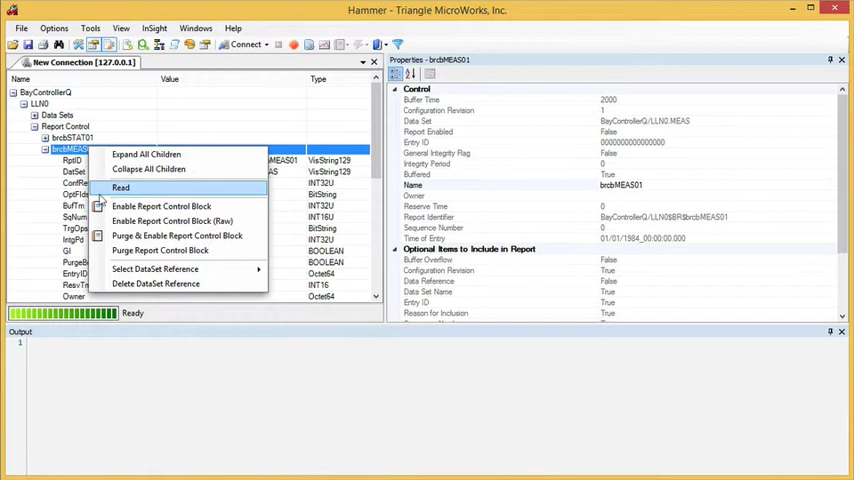 Hammer - Triangle MicroWorks, Inc.
File Options View InSight Windows Help
Connect
New Connection [127.0.0.1]
Name Value Type
BayControllerQ
LLN0
Data Sets
Report Control
brcbSTAT01
brcbMEAS
RptID MEAS01 VisString129
DatSet AS VisString129
ConfRe INT32U
OptFlds BitString
BufTm INT32U
SqNum INT16U
TrgOps BitString
IntgPd INT32U
GI BOOLEAN
PurgeB BOOLEAN
EntryID Octet64
ResvTm INT16
Owner Octet64
Expand All Children
Collapse All Children
Read
Enable Report Control Block
Enable Report Control Block (Raw)
Purge & Enable Report Control Block
Purge Report Control Block
Select DataSet Reference
Delete DataSet Reference
Ready
Properties - brcbMEAS01
Control
Buffer Time 2000
Configuration Revision 1
Data Set BayControllerQ/LLN0.MEAS
Report Enabled False
Entry ID 0000000000000000
General Integrity Flag False
Integrity Period 0
Buffered True
Name brcbMEAS01
Owner
Reserve Time 0
Report Identifier BayControllerQ/LLN0$BR$brcbMEAS01
Sequence Number 0
Time of Entry 01/01/1984_00:00:00.000
Optional Items to Include in Report
Buffer Overflow False
Configuration Revision True
Data Reference False
Data Set Name True
Entry ID True
Reason for Inclusion True
Output
1